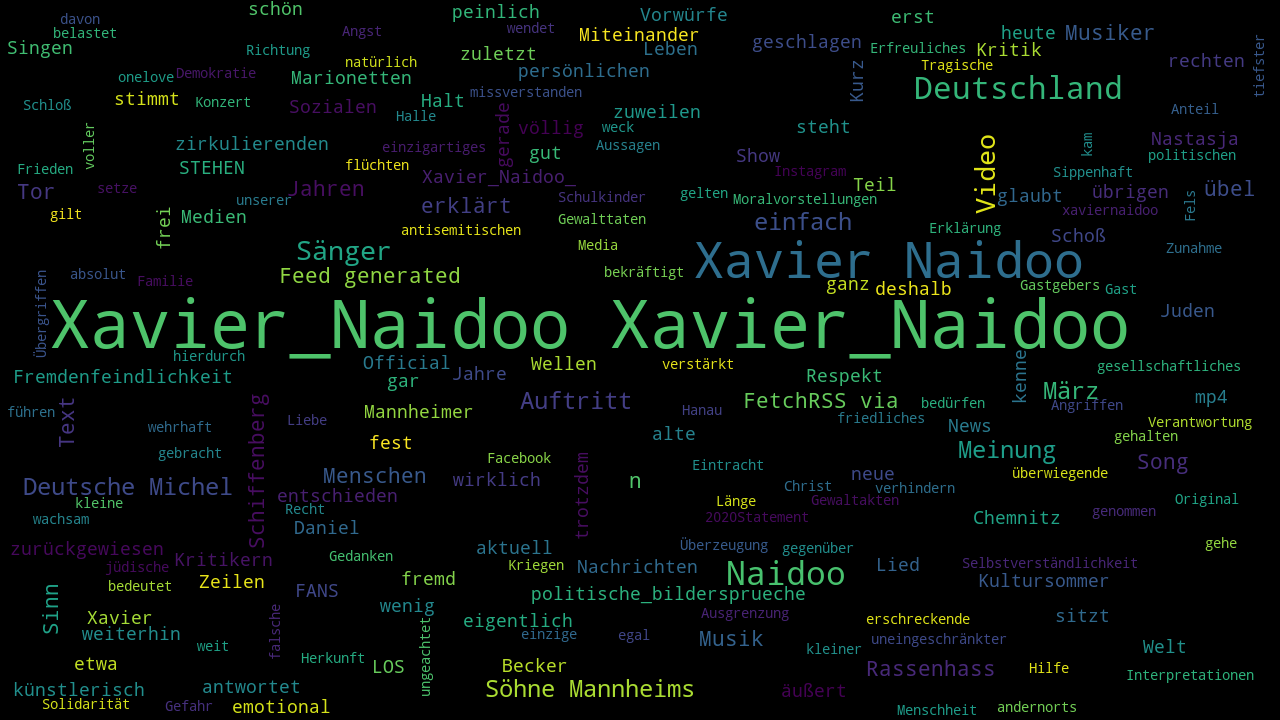 schön
peinlich
Vorwürfe
erst
davon
belastet
Angst
wendet
Miteinander
geschlagen
heute
Musiker
Singen
Richtung
zuletzt
Leben
Erfreuliches
Kritik
natürlich
Tragische
rechten
tiefster
onelove
Demokratie
Marionetten
persönlichen
Kurz
Deutschland
stimmt
Konzert
Sozialen
Halt
missverstanden
Schloß
Halle
zuweilen
Anteil
voller
gerade
völlig
weck
steht
Video
kam
Nastasja
zirkulierenden
einzigartiges
gut
Aussagen
Show
politischen
Frieden
STEHEN
flüchten
Xavier_Naidoo_
Instagram
Sippenhaft
Tor
setze
Jahren
Schulkinder
gelten
Teil
glaubt
übrigen
übel
unserer
erklärt
Moralvorstellungen
Fels
gilt
frei
Medien
Gewalttaten
einfach
xaviernaidoo
antisemitischen
Erklärung
Schoß
Sänger
Media
Xavier Naidoo
Zunahme
absolut
Familie
Feed generated
bekräftigt
ganz
deshalb
Gastgebers
Gast
Übergriffen
Xavier_Naidoo Xavier_Naidoo
Juden
hierdurch
Official
Wellen
verstärkt
kenne
gesellschaftliches
Fremdenfeindlichkeit
gar
Jahre
Respekt
Text
Schiffenberg
Auftritt
FetchRSS via
bedürfen
März
mp4
führen
Liebe
Mannheimer
Hanau
friedliches
Angriffen
wehrhaft
News
Verantwortung
fest
alte
gehalten
gebracht
Facebook
Meinung
Menschen
trotzdem
Eintracht
Song
Deutsche Michel
wirklich
n
neue
überwiegende
entschieden
Christ
verhindern
kleine
Recht
Länge
Gewaltakten
Original
wachsam
Daniel
2020Statement
Chemnitz
genommen
zurückgewiesen
Kritikern
Gedanken
aktuell
Überzeugung
gegenüber
gehe
jüdische
Kriegen
Nachrichten
Naidoo
Lied
Selbstverständlichkeit
bedeutet
Zeilen
FANS
fremd
politische_bildersprueche
Kultursommer
Sinn
Xavier
wenig
eigentlich
Ausgrenzung
erschreckende
sitzt
weiterhin
falsche
ungeachtet
einzige
egal
Musik
uneingeschränkter
weit
kleiner
Welt
etwa
Herkunft
LOS
Becker
Rassenhass
Hilfe
Interpretationen
künstlerisch
antwortet
Söhne Mannheims
äußert
Solidarität
Gefahr
emotional
Menschheit
andernorts